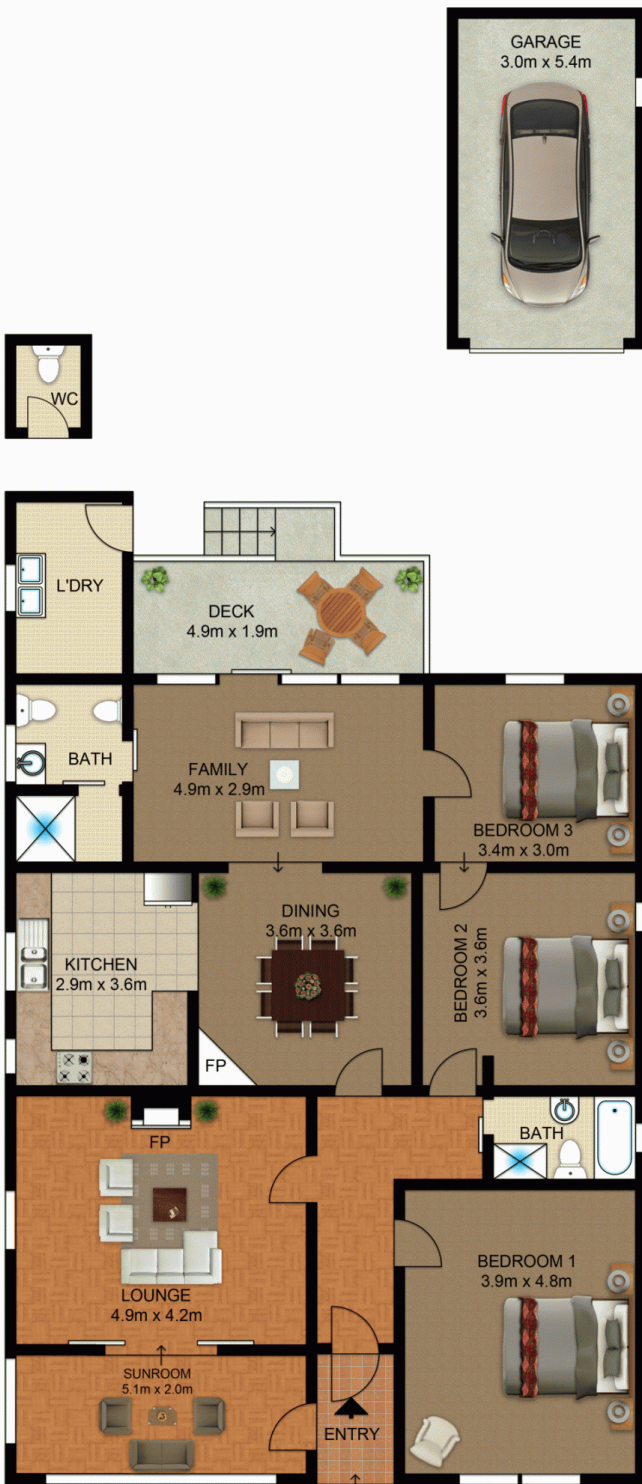 GARAGE
3.0m x 5.4m
WC
L'DRY
DECK
4.9m x 1.9m
BATH
FAMILY
4.9m x 2.9m
BEDROOM 3
3.4m x 3.0m
KITCHEN
2.9m x 3.6m
DINING
3.6m x 3.6m
BEDROOM 2
3.6m x 3.6m
FP
FP
BATH
LOUNGE
4.9m x 4.2m
BEDROOM 1
3.9m x 4.8m
SUNROOM
5.1m x 2.0m
ENTRY